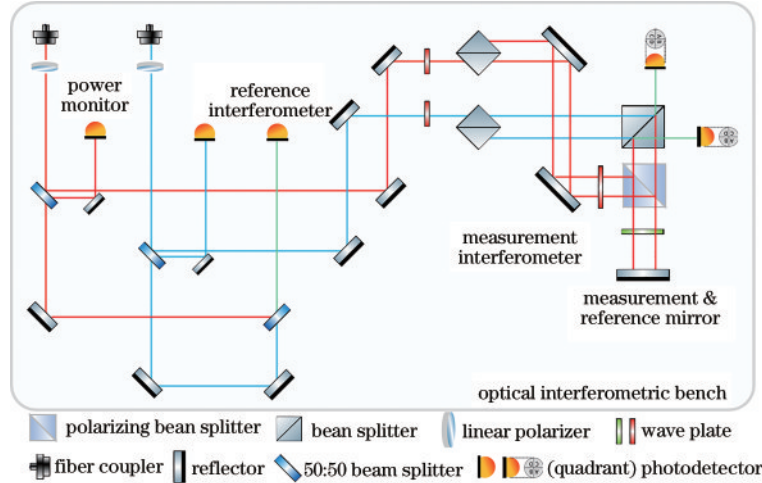 power
monitor
reference
interferometer
measurement
interferometer
measurement &
reference mirror
optical interferometric bench
polarizing bean splitter
bean splitter
linear polarizer
wave plate
fiber coupler
reflector
50:50 beam splitter
(quadrant) photodetector